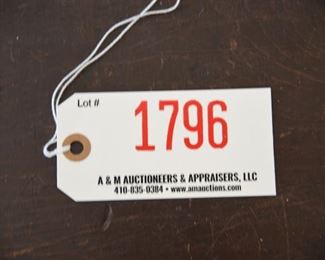 Lot #
1796
A & M AUCTIONEERS & APPRAISERS, LLC
410-835-0384 • www.amauctions.com